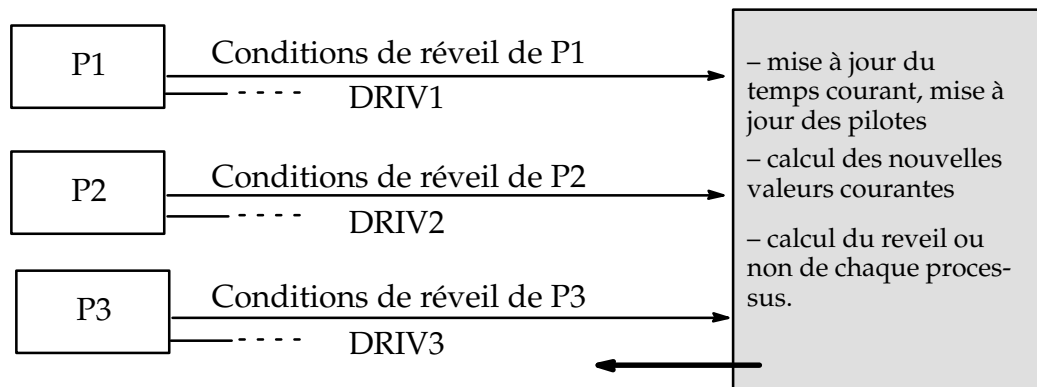 P1
Conditions de réveil de P1
DRIV1
P2
Conditions de réveil de P2
DRIV2
P3
Conditions de réveil de P3
DRIV3
– mise à jour du
temps courant, mise à
jour des pilotes
– calcul des nouvelles
valeurs courantes
– calcul du reveil ou
non de chaque proces-
sus.